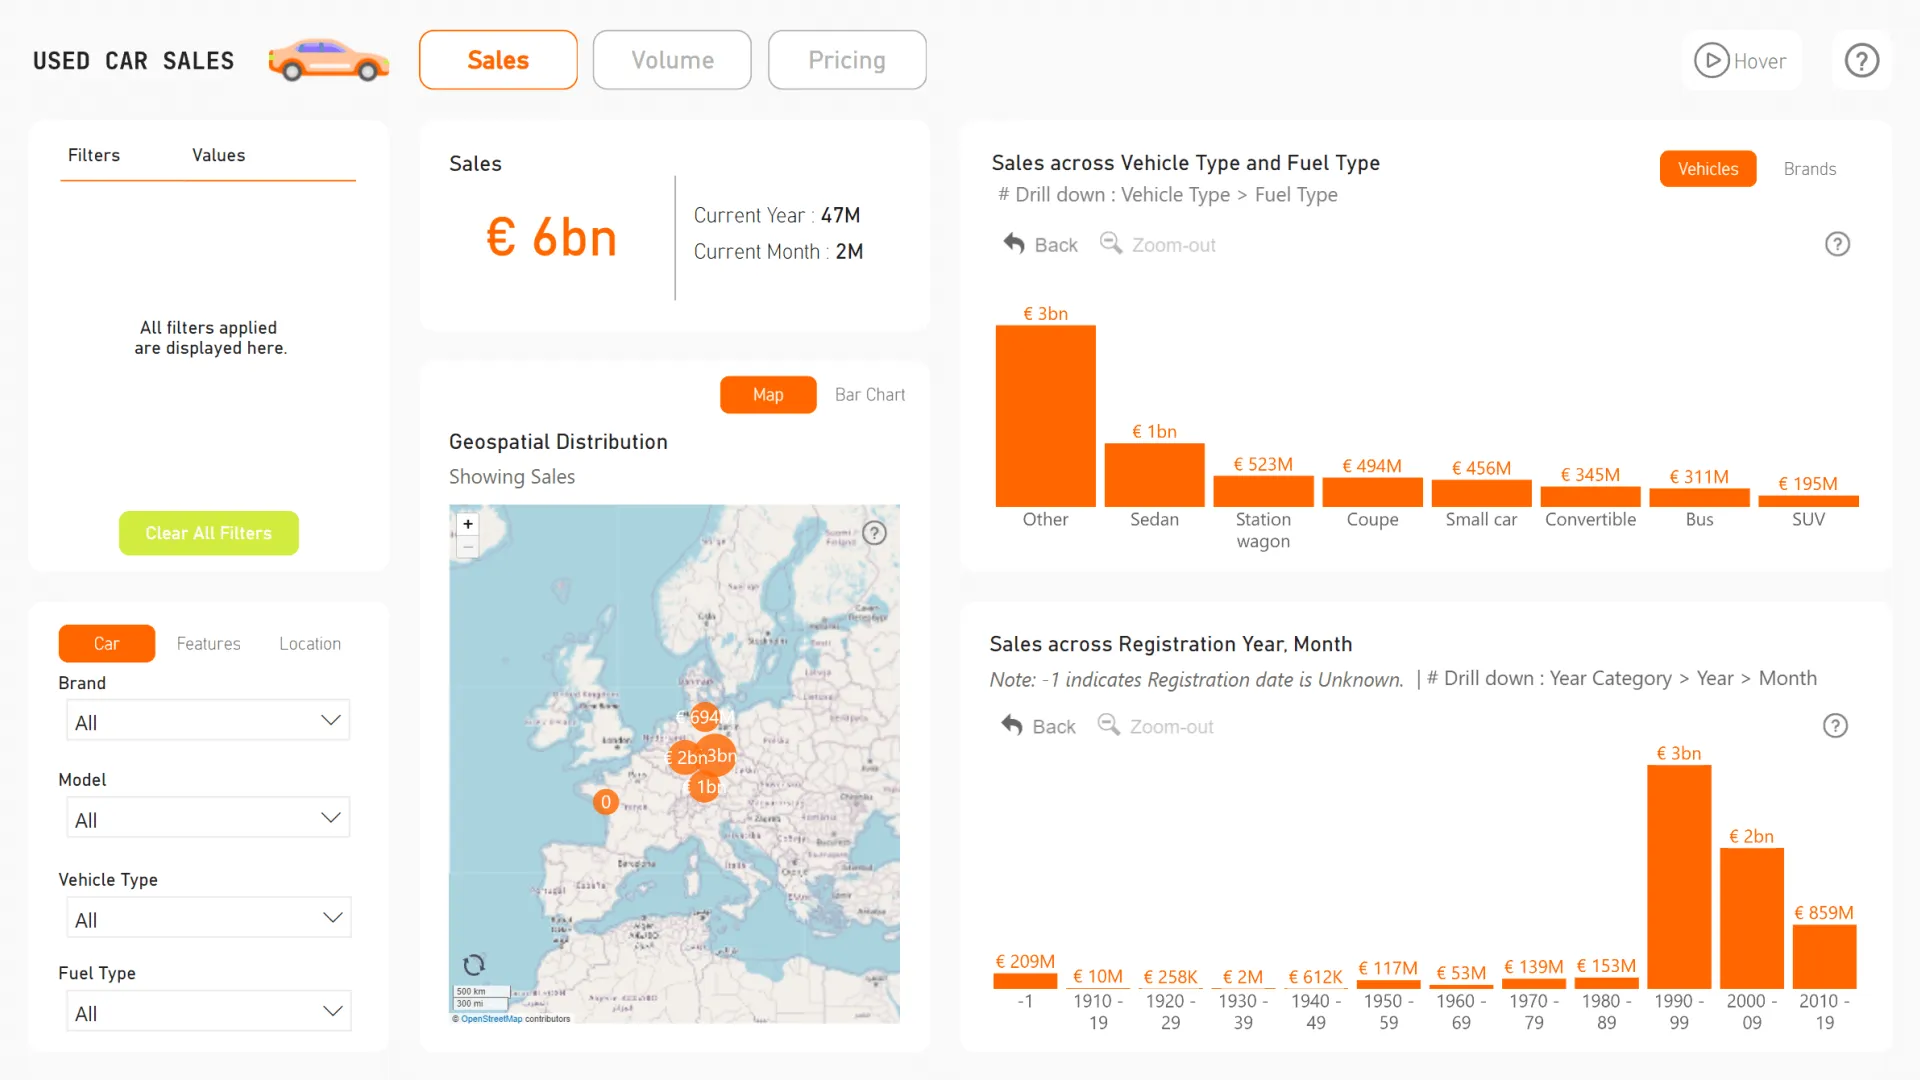 USED CAR SALES
Sales
Volume
Pricing
Hover
?
Filters
Values
All filters applied
are displayed here.
Clear All Filters
Car
Features
Location
Brand
All
Model
All
Vehicle Type
All
Fuel Type
All
Sales
€ 6bn
Current Year : 47M
Current Month : 2M
Map
Bar Chart
Geospatial Distribution
Showing Sales
+
−
?
London
Paris
Barcelona
Italia
€ 694M
€ 2bn
3bn
€ 1bn
0
500 km
300 mi
© OpenStreetMap contributors
Sales across Vehicle Type and Fuel Type
# Drill down : Vehicle Type > Fuel Type
Vehicles
Brands
Back
Zoom-out
?
€ 3bn
€ 1bn
€ 523M
€ 494M
€ 456M
€ 345M
€ 311M
€ 195M
Other
Sedan
Station
wagon
Coupe
Small car
Convertible
Bus
SUV
Sales across Registration Year, Month
Note: -1 indicates Registration date is Unknown. | # Drill down : Year Category > Year > Month
Back
Zoom-out
?
€ 209M
€ 10M
€ 258K
€ 2M
€ 612K
€ 117M
€ 53M
€ 139M
€ 153M
€ 3bn
€ 2bn
€ 859M
-1
1910 -
19
1920 -
29
1930 -
39
1940 -
49
1950 -
59
1960 -
69
1970 -
79
1980 -
89
1990 -
99
2000 -
09
2010 -
19